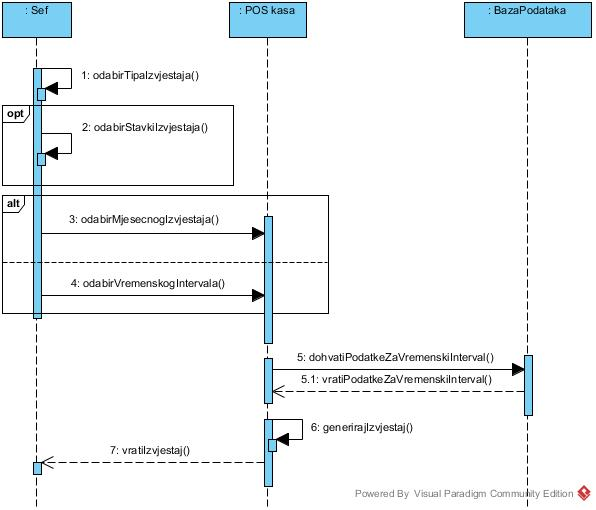 : Sef
: POS kasa
: BazaPodataka
1: odabirTipaIzvjestaja()
opt
2: odabirStavkiIzvjestaja()
alt
3: odabirMjesecnogIzvjestaja()
4: odabirVremenskogIntervala()
5: dohvatiPodatkeZaVremenskiInterval()
5.1: vratiPodatkeZaVremenskiInterval()
6: generirajIzvjestaj()
7: vratiIzvjestaj()
Powered By Visual Paradigm Community Edition